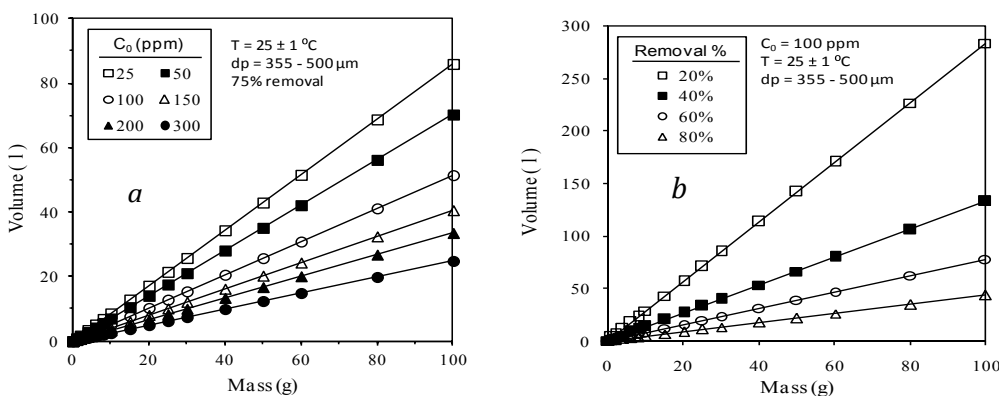 100
80
60
40
20
0
Volume ( l )
C₀ (ppm)
25 50
100 150
200 300
T = 25 ± 1 ºC
dp = 355 - 500 µm
75% removal
a
0 20 40 60 80 100
Mass (g)
300
250
200
150
100
50
0
Volume ( l )
Removal %
20%
40%
60%
80%
C₀ = 100 ppm
T = 25 ± 1 ºC
dp = 355 - 500 µm
b
0 20 40 60 80 100
Mass (g)